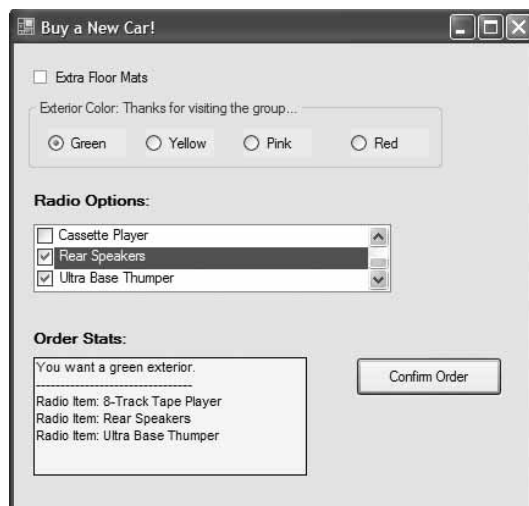 Buy a New Car!
Extra Floor Mats
Exterior Color: Thanks for visiting the group...
Green Yellow Pink Red
Radio Options:
Cassette Player
Rear Speakers
Ultra Base Thumper
Order Stats:
You want a green exterior.
--------------------------------
Radio Item: 8-Track Tape Player
Radio Item: Rear Speakers
Radio Item: Ultra Base Thumper
Confirm Order